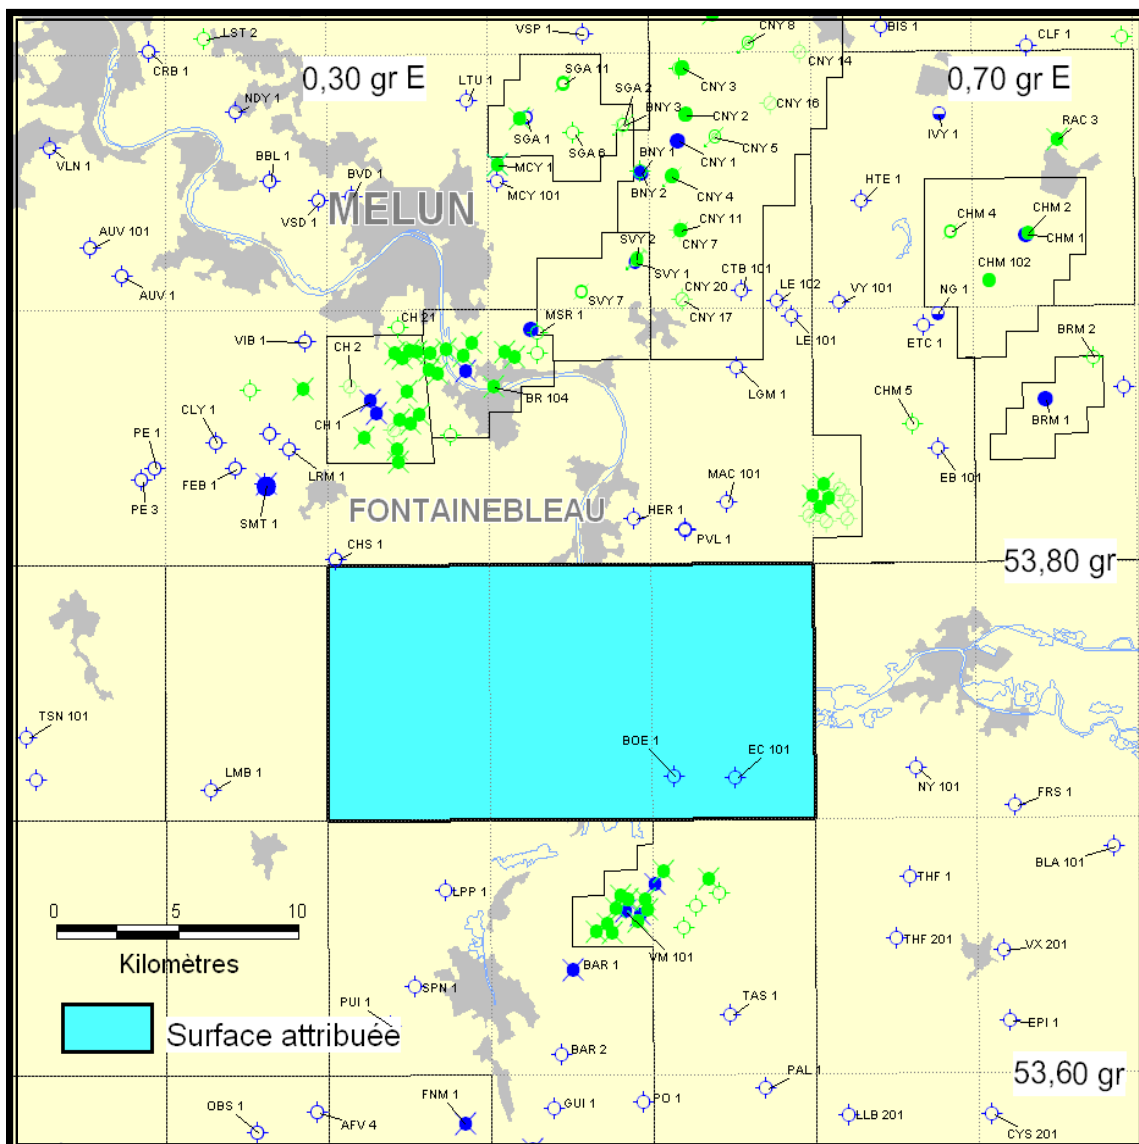 VSP 1
CNY 8
BIS 1
CLF 1
LST 2
CRB 1
0,30 gr E
LTU 1
SGA 11
CNY 3
CNY 14
0,70 gr E
NDY 1
SGA 2
BNY 3
CNY 2
CNY 16
IVY 1
RAC 3
VLN 1
SGA 1
SGA 6
BNY 1
CNY 1
CNY 5
BBL 1
BVD 1
MCY 1
MCY 101
BNY 2
CNY 4
HTE 1
VSD 1
MELUN
CHM 4
CHM 2
CHM 1
AUV 101
CNY 11
CNY 7
SVY 2
SVY 1
AUV 1
CTB 101
CHM 102
SVY 7
CNY 20
CNY 17
LE 102
VY 101
NG 1
CH 21
MSR 1
LE 101
ETC 1
BRM 2
VIB 1
CH 2
LGM 1
CHM 5
BR 104
BRM 1
CLY 1
CH 1
PE 1
FEB 1
LRM 1
MAC 101
EB 101
PE 3
SMT 1
FONTAINEBLEAU
HER 1
PVL 1
CHS 1
53,80 gr
TSN 101
BOE 1
EC 101
LMB 1
NY 101
FRS 1
BLA 101
LPP 1
THF 1
0 5 10
Kilomètres
THF 201
VX 201
VM 101
BAR 1
SPN 1
PUI 1
TAS 1
EPI 1
Surface attribuée
BAR 2
PAL 1
53,60 gr
OBS 1
AFV 4
FNM 1
GUI 1
PO 1
LLB 201
CYS 201